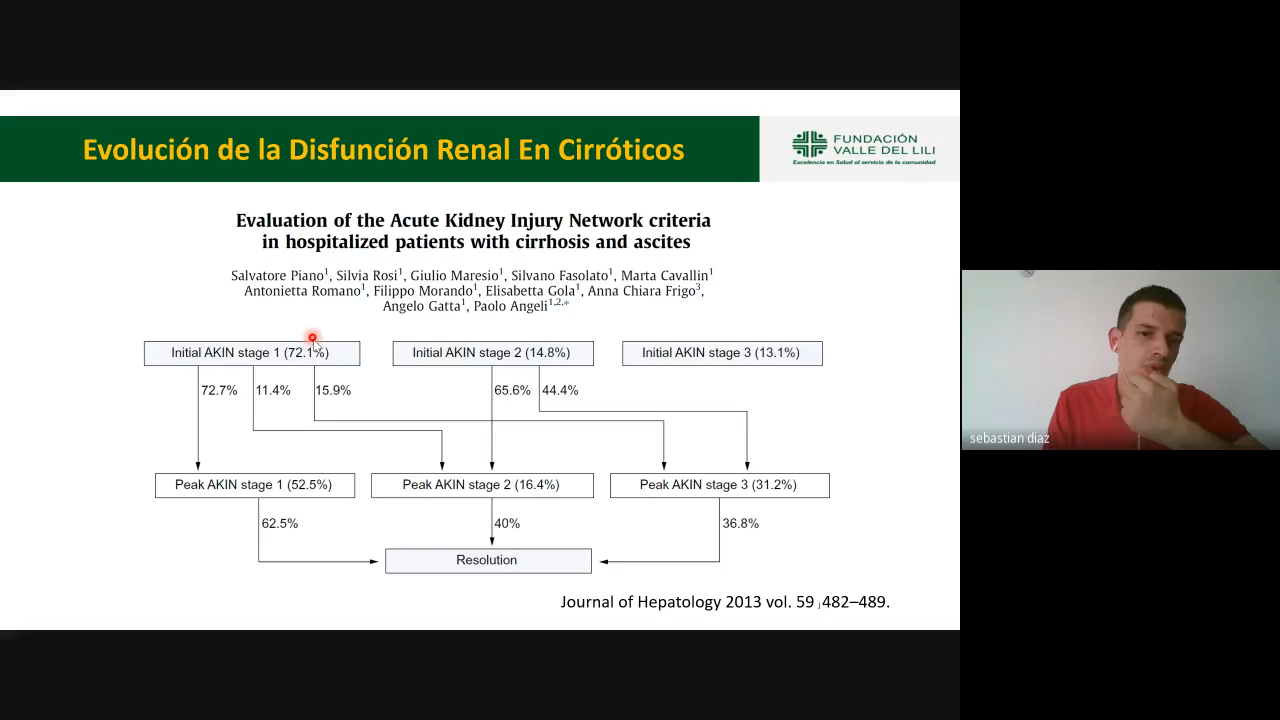 Evolución de la Disfunción Renal En Cirróticos
FUNDACIÓN
VALLE DEL LILI
Excelencia en Salud al servicio de la comunidad
Evaluation of the Acute Kidney Injury Network criteria
in hospitalized patients with cirrhosis and ascites
Salvatore Piano1, Silvia Rosi1, Giulio Maresio1, Silvano Fasolato1, Marta Cavallin1
Antonietta Romano1, Filippo Morando1, Elisabetta Gola1, Anna Chiara Frigo3,
Angelo Gatta1, Paolo Angeli1,2,*
Initial AKIN stage 1 (72.1%)
Initial AKIN stage 2 (14.8%)
Initial AKIN stage 3 (13.1%)
72.7%
11.4%
15.9%
65.6%
44.4%
Peak AKIN stage 1 (52.5%)
Peak AKIN stage 2 (16.4%)
Peak AKIN stage 3 (31.2%)
62.5%
40%
36.8%
Resolution
Journal of Hepatology 2013 vol. 59 | 482–489.
sebastian diaz